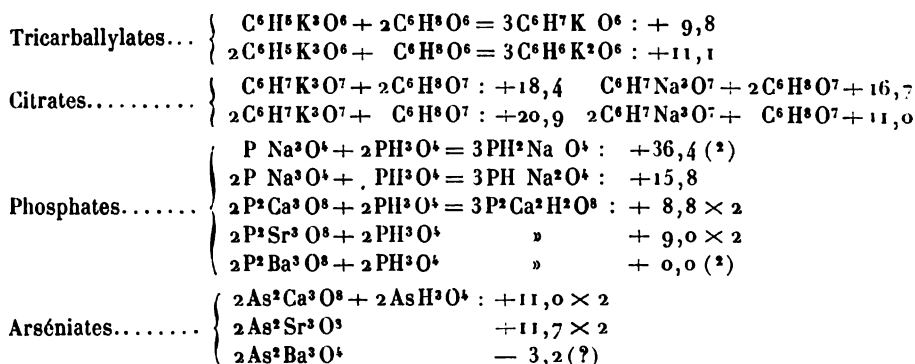 Tricarballylates... C⁶H⁵K³O⁶ + 2C⁶H⁸O⁶ = 3C⁶H⁷K O⁶ : + 9,8
2C⁶H⁵K³O⁶ + C⁶H⁸O⁶ = 3C⁶H⁶K²O⁶ : +11,1
Citrates.......... C⁶H⁷K³O⁷ + 2C⁶H⁸O⁷ : +18,4 C⁶H⁷Na³O⁷ + 2C⁶H⁸O⁷ +16,7
2C⁶H⁷K³O⁷ + C⁶H⁸O⁷ : +20,9 2C⁶H⁷Na³O⁷ + C⁶H⁸O⁷ +11,0
P Na³O⁴ + 2PH³O⁴ = 3PH²Na O⁴ : +36,4 (²)
2P Na³O⁴ + PH³O⁴ = 3PH Na²O⁴ : +15,8
Phosphates....... 2P²Ca³O⁸ + 2PH³O⁴ = 3P²Ca²H²O⁸ : + 8,8 × 2
2P²Sr³O⁸ + 2PH³O⁴ » + 9,0 × 2
2P²Ba³O⁸ + 2PH³O⁴ » + 0,0 (²)
2As²Ca³O⁸ + 2AsH³O⁴ : +11,0 × 2
Arséniates........ 2As²Sr³O⁸ +11,7 × 2
2As²Ba³O⁴ — 3,2 (?)